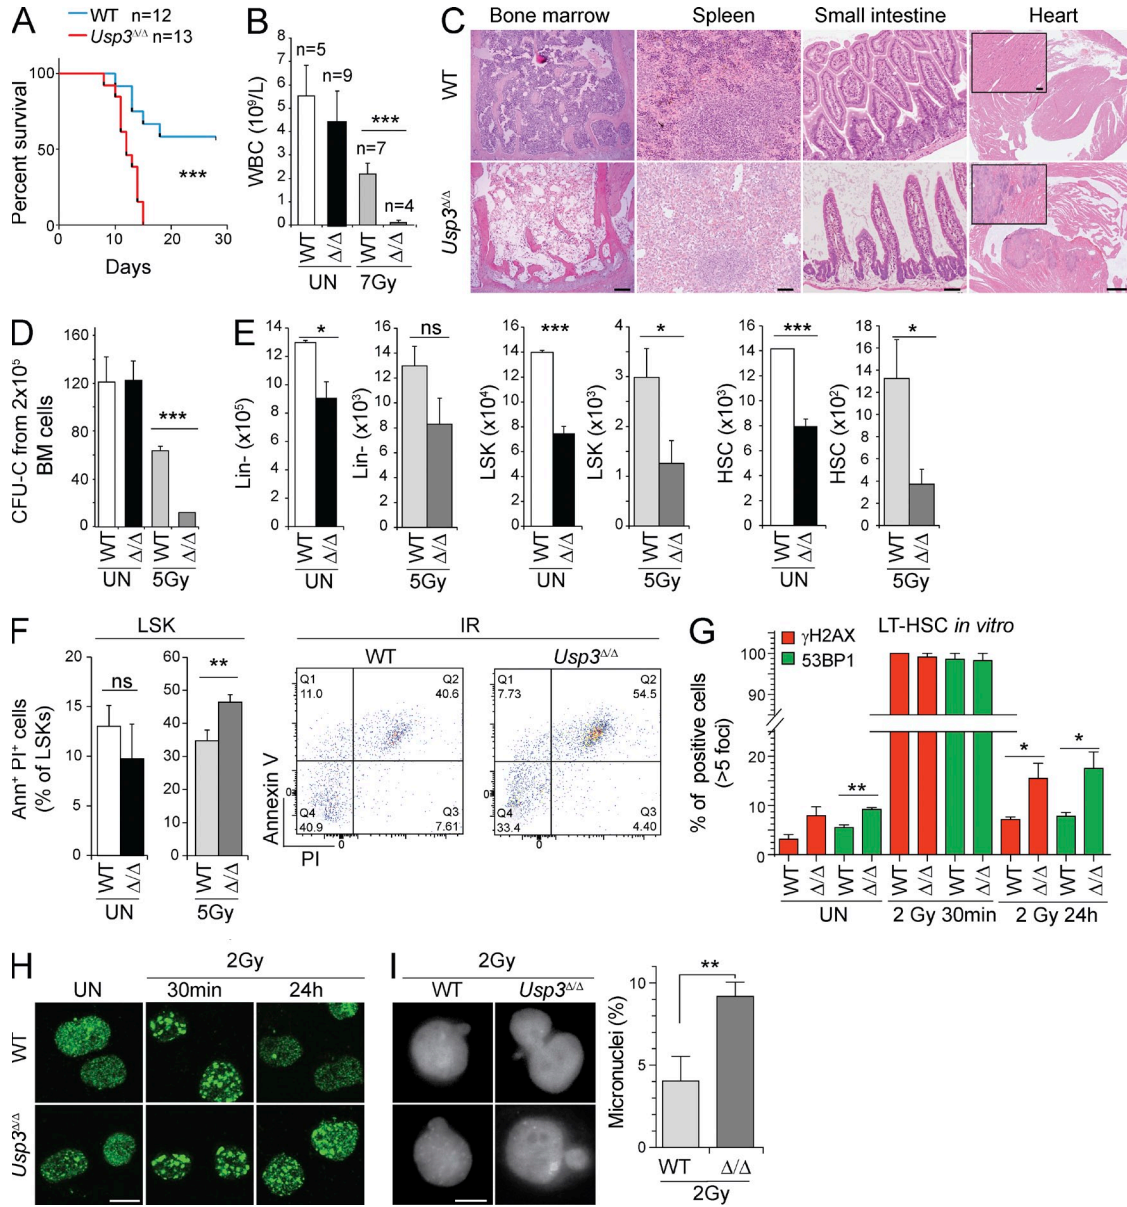 A
WT n=12
Usp3Δ/Δ n=13
Percent survival
100
50
0
0 10 20 30
Days
***
B
WBC (10⁹/L)
8
7
6
5
4
3
2
1
0
n=5
n=9
n=7
n=4
***
WT Δ/Δ WT Δ/Δ
UN 7Gy
C
Bone marrow Spleen Small intestine Heart
WT
Usp3Δ/Δ
D
CFU-C from 2x10⁵
BM cells
160
120
80
40
0
***
WT Δ/Δ WT Δ/Δ
UN 5Gy
E
Lin- (x10⁵)
14
12
10
8
6
4
2
0
*
WT Δ/Δ
UN
Lin- (x10³)
16
14
12
10
8
6
4
2
0
ns
WT Δ/Δ
5Gy
LSK (x10⁴)
16
14
12
10
8
6
4
2
0
***
WT Δ/Δ
UN
LSK (x10³)
4
3
2
1
0
*
WT Δ/Δ
5Gy
HSC (x10³)
16
14
12
10
8
6
4
2
0
***
WT Δ/Δ
UN
HSC (x10²)
18
16
14
12
10
8
6
4
2
0
*
WT Δ/Δ
5Gy
F
LSK
Ann⁺ PI⁺ cells
(% of LSKs)
20
15
10
5
0
ns
WT Δ/Δ
UN
60
50
40
30
20
10
0
**
WT Δ/Δ
5Gy
IR
WT Usp3Δ/Δ
Q1
11.0
Q2
40.6
Q4
40.9
Q3
7.61
0
Q1
7.73
Q2
54.5
Q4
33.4
Q3
4.40
0
Annexin V
PI
G
γH2AX
53BP1
LT-HSC in vitro
% of positive cells
(>5 foci)
100
90
20
10
0
**
*
*
WT Δ/Δ WT Δ/Δ WT Δ/Δ WT Δ/Δ WT Δ/Δ WT Δ/Δ
UN 2 Gy 30min 2 Gy 24h
H
2Gy
UN 30min 24h
WT
Usp3Δ/Δ
I
2Gy
WT Usp3Δ/Δ
Micronuclei (%)
10
5
0
**
WT Δ/Δ
2Gy